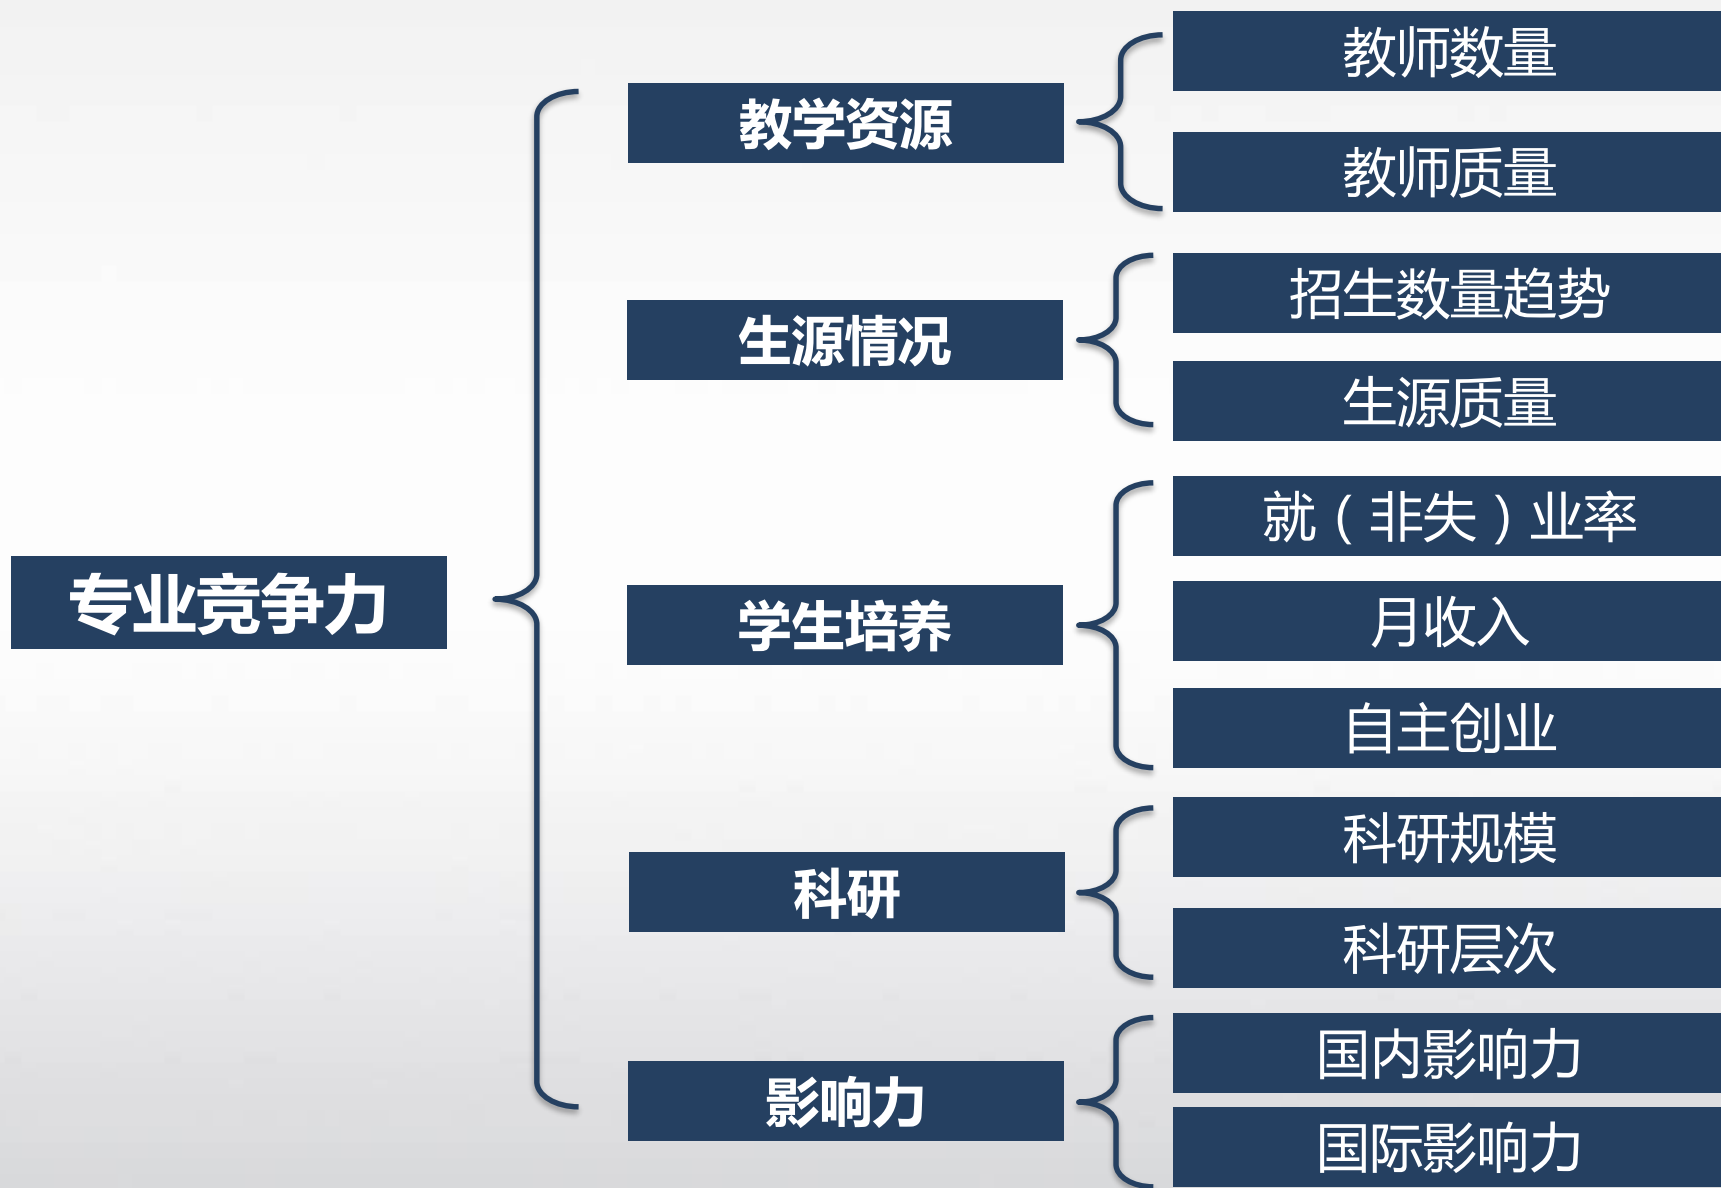 专业竞争力
教学资源
教师数量
教师质量
生源情况
招生数量趋势
生源质量
学生培养
就（非失）业率
月收入
自主创业
科研
科研规模
科研层次
影响力
国内影响力
国际影响力